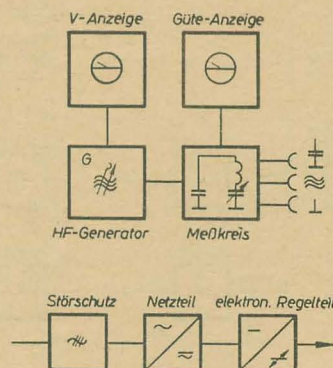 V-Anzeige
Güte-Anzeige
G
HF-Generator
Meßkreis
Störschutz
Netzteil
elektron. Regelteil